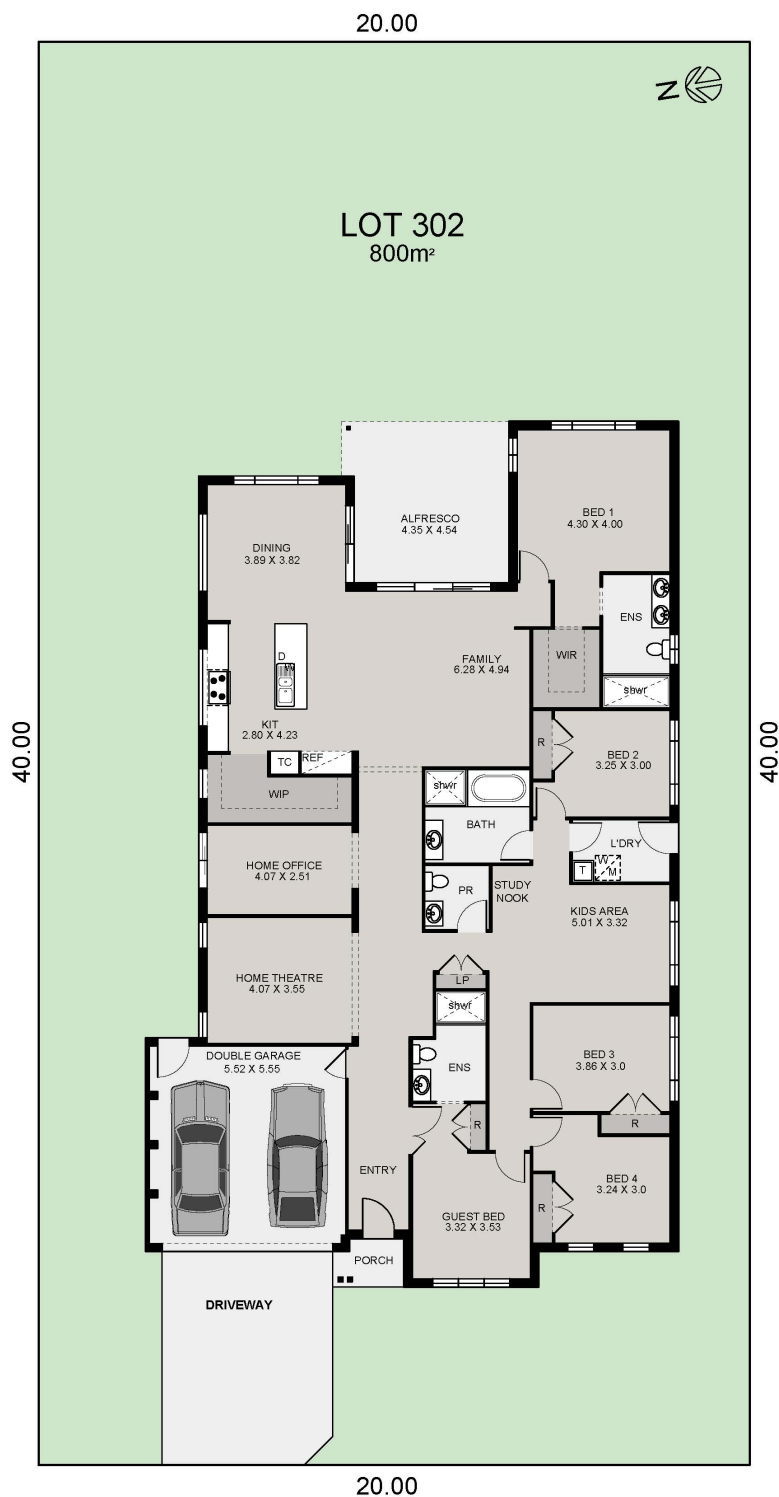 20.00
N
LOT 302
800m²
40.00
40.00
ALFRESCO
4.35 X 4.54
BED 1
4.30 X 4.00
DINING
3.89 X 3.82
ENS
D
W
FAMILY
6.28 X 4.94
WIR
shwr
KIT
2.80 X 4.23
R
BED 2
3.25 X 3.00
TC
REF
WIP
shwr
BATH
L'DRY
W
M
T
HOME OFFICE
4.07 X 2.51
PR
STUDY
NOOK
KIDS AREA
5.01 X 3.32
HOME THEATRE
4.07 X 3.55
LP
shwr
DOUBLE GARAGE
5.52 X 5.55
ENS
BED 3
3.86 X 3.0
R
R
ENTRY
BED 4
3.24 X 3.0
R
GUEST BED
3.32 X 3.53
PORCH
DRIVEWAY
20.00